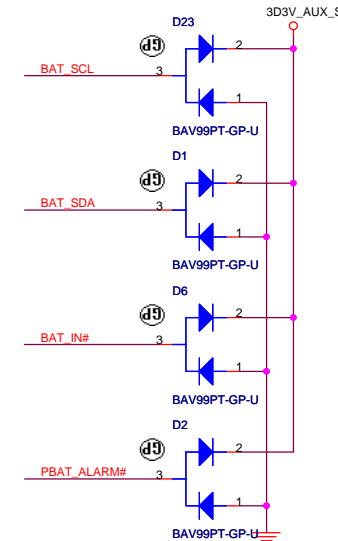 3D3V_AUX_S
D23
GP
2
BAT_SCL
3
1
BAV99PT-GP-U
D1
GP
2
BAT_SDA
3
1
BAV99PT-GP-U
D6
GP
2
BAT_IN#
3
1
BAV99PT-GP-U
D2
GP
2
PBAT_ALARM#
3
1
BAV99PT-GP-U